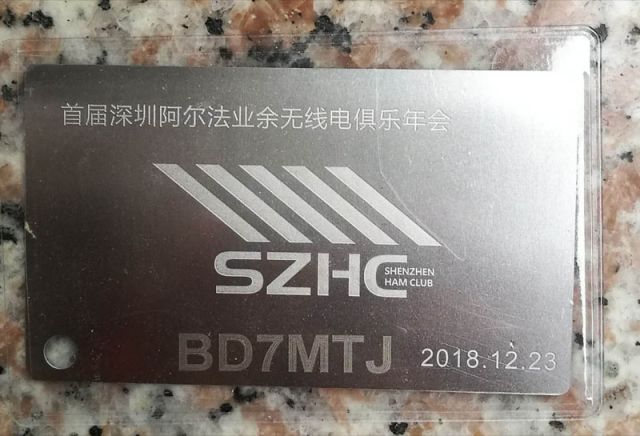 首届深圳阿尔法业余无线电俱乐年会
SZHC
SHENZHEN
HAM CLUB
BD7MTJ
2018.12.23